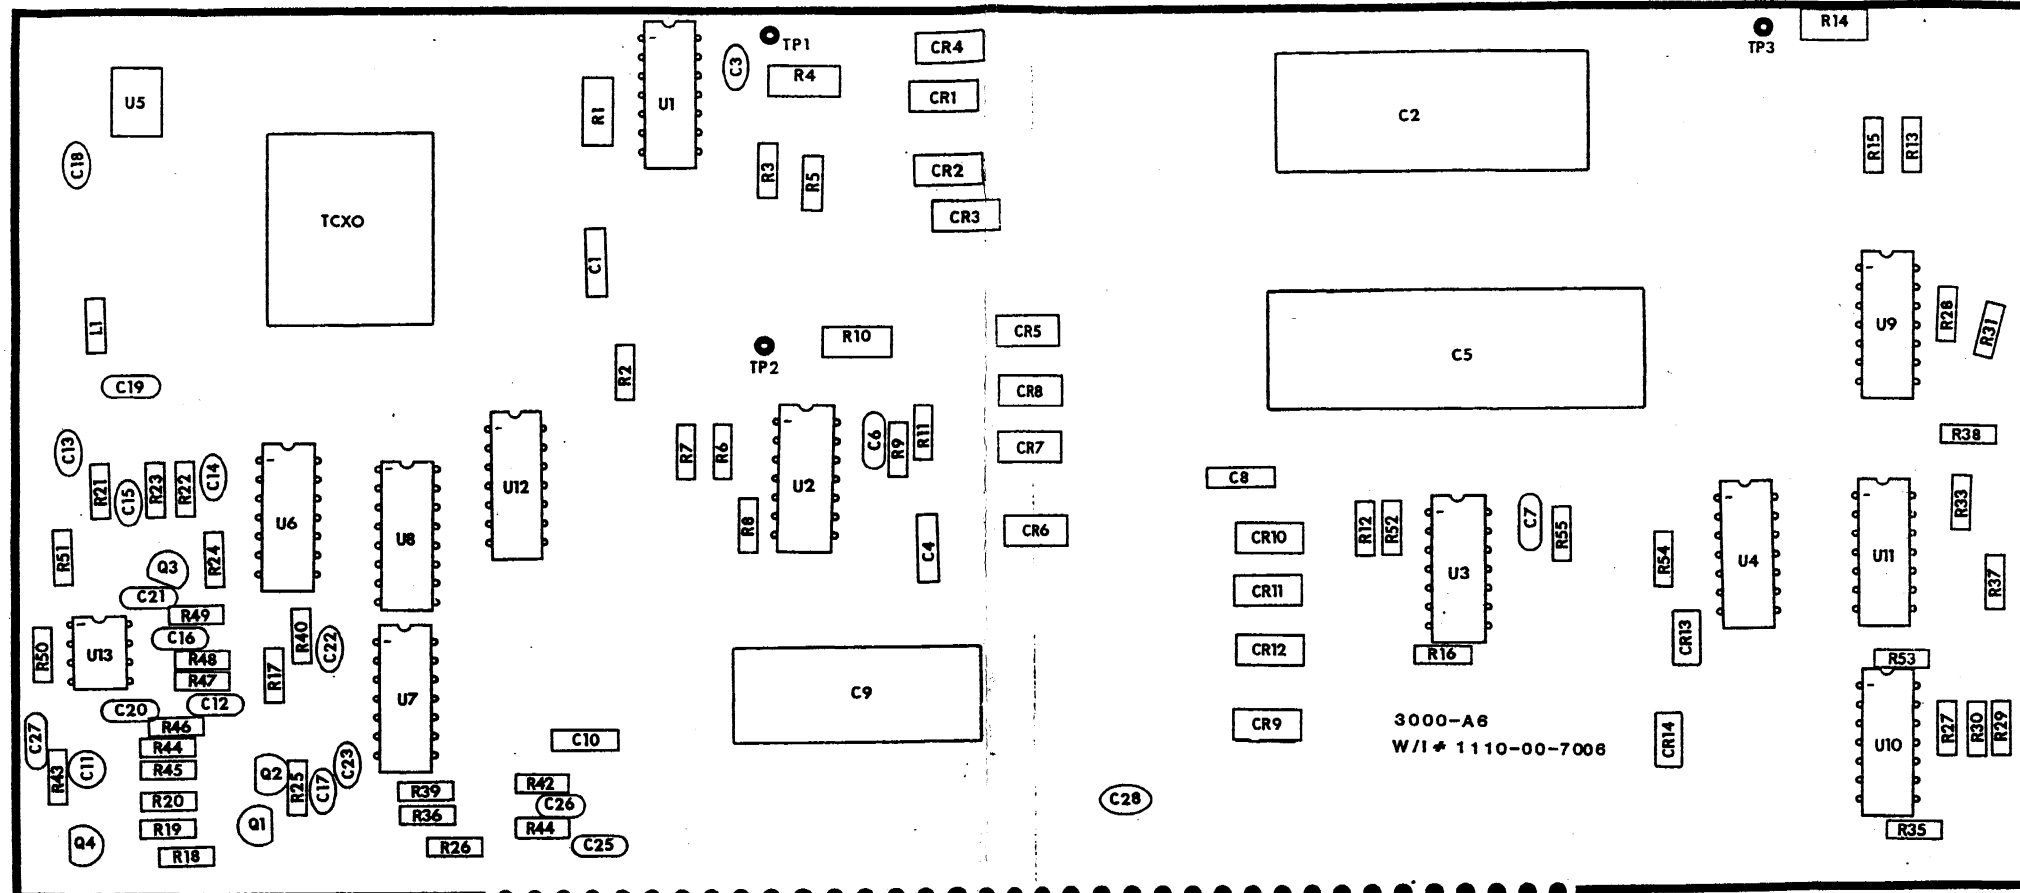 R14
TP1
TP3
CR4
C3
R4
CR1
U5
U1
R1
C2
C18
R3
R5
CR2
R15
R13
CR3
TCXO
C1
L1
R10
CR5
U9
R28
R31
TP2
C5
R2
C19
CR8
C13
R7
R6
C6
R9
R11
CR7
R38
R21
C15
R23
R22
C14
U12
U2
C8
R33
U6
R8
CR6
R12
R52
C7
R55
CR10
R51
Q3
R24
U8
C4
U3
R54
U4
U11
R37
C21
CR11
R49
C16
R40
C22
CR13
R50
U13
R48
CR12
R16
R53
R47
R17
C20
C12
U7
C9
R46
3000-A6
CR9
C27
R44
C10
W/I# 1110-00-7006
CR14
U10
R27
R30
R29
R43
C11
R45
Q2
R25
C17
C23
R42
R39
R20
C26
C28
R36
R19
Q1
R44
R35
Q4
R18
R26
C25